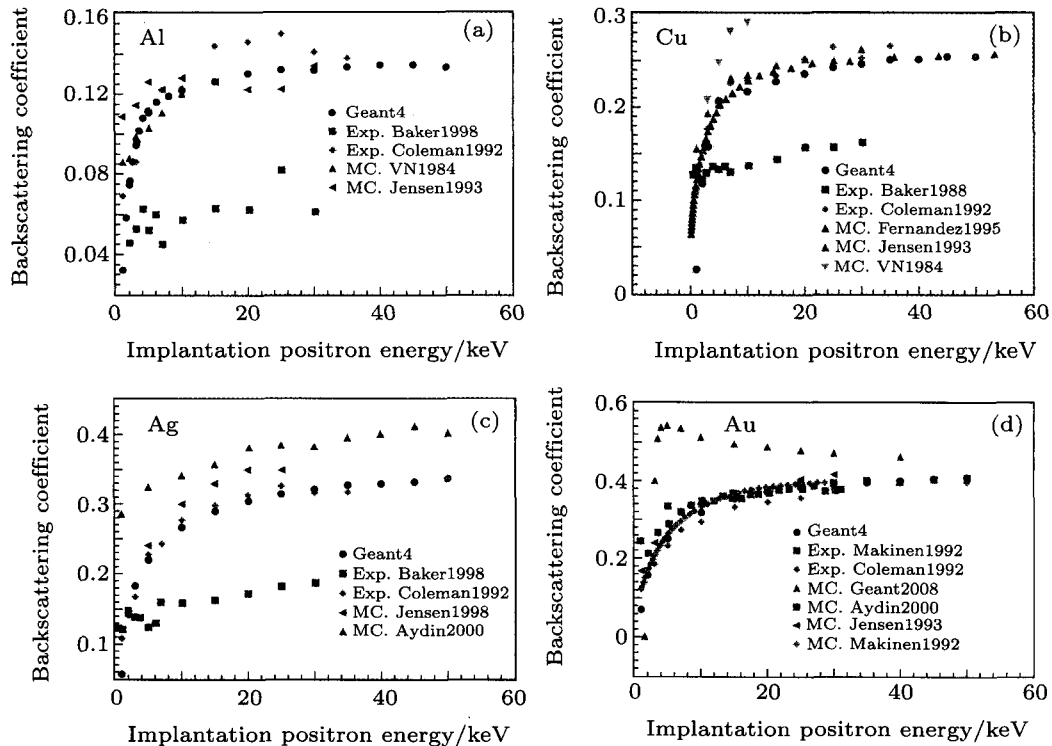 Backscattering coefficient
0.16
0.12
0.08
0.04
Al
(a)
Geant4
Exp. Baker1998
Exp. Coleman1992
MC. VN1984
MC. Jensen1993
0 20 40 60
Implantation positron energy/keV
Backscattering coefficient
0.3
0.2
0.1
0
Cu
(b)
Geant4
Exp. Baker1988
Exp. Coleman1992
MC. Fernandez1995
MC. Jensen1993
MC. VN1984
0 20 40 60
Implantation positron energy/keV
Backscattering coefficient
0.4
0.3
0.2
0.1
Ag
(c)
Geant4
Exp. Baker1998
Exp. Coleman1992
MC. Jensen1998
MC. Aydin2000
0 20 40 60
Implantation positron energy/keV
Backscattering coefficient
0.6
0.4
0.2
0
Au
(d)
Geant4
Exp. Makinen1992
Exp. Coleman1992
MC. Geant2008
MC. Aydin2000
MC. Jensen1993
MC. Makinen1992
0 20 40 60
Implantation positron energy/keV